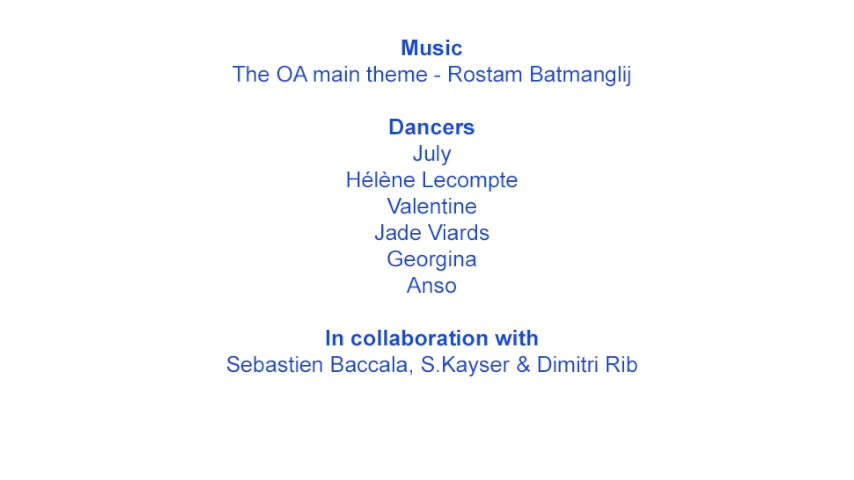 Music
The OA main theme - Rostam Batmanglij
Dancers
July
Hélène Lecompte
Valentine
Jade Viards
Georgina
Anso
In collaboration with
Sebastien Baccala, S.Kayser & Dimitri Rib